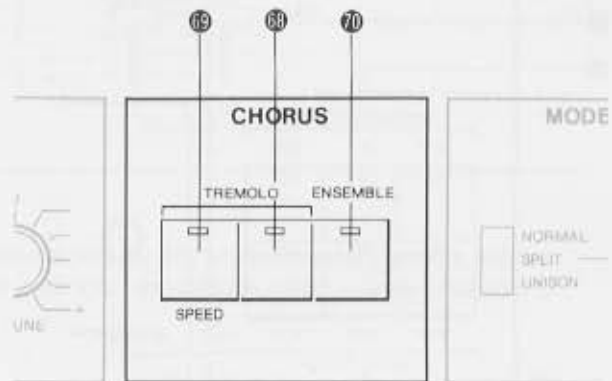 69 68 70
CHORUS
MODE
TREMOLO ENSEMBLE
NORMAL
SPLIT
UNISON
SPEED
UNE